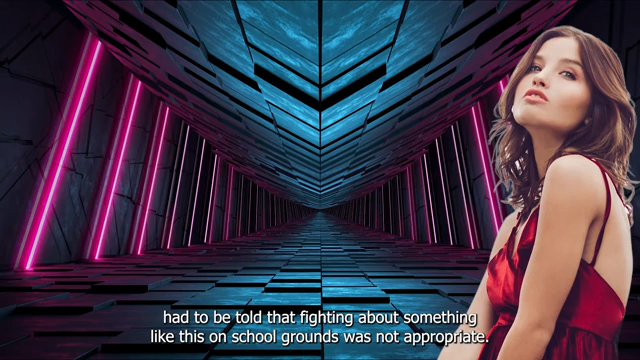 had to be told that fighting about something
like this on school grounds was not appropriate.